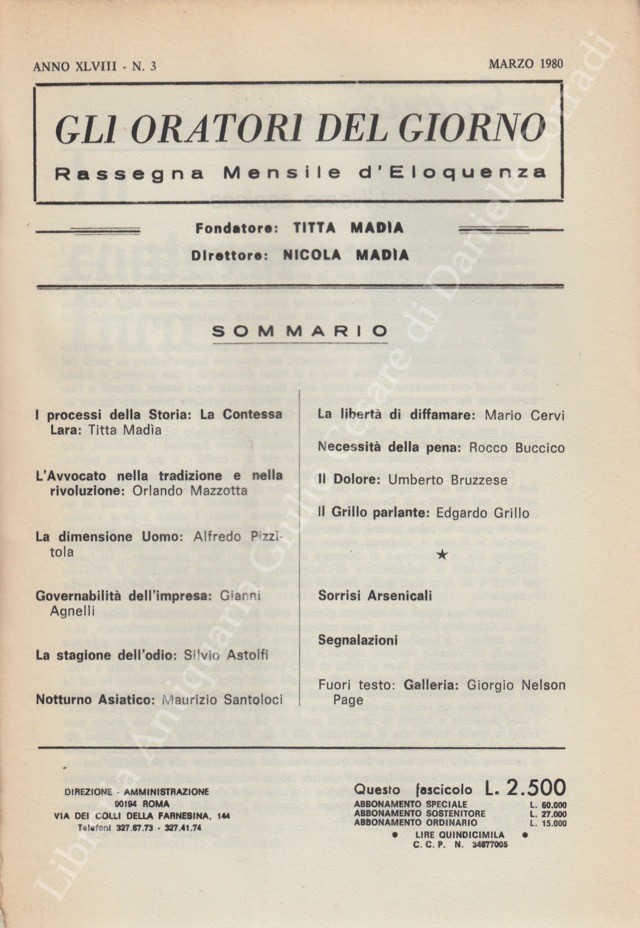 ANNO XLVIII - N. 3
MARZO 1980
GLI ORATORI DEL GIORNO
Rassegna Mensile d'Eloquenza
Fondatore: TITTA MADÌA
Direttore: NICOLA MADÌA
SOMMARIO
I processi della Storia: La Contessa
Lara: Titta Madìa
L'Avvocato nella tradizione e nella
rivoluzione: Orlando Mazzotta
La dimensione Uomo: Alfredo Pizzì-
tola
Governabilità dell'impresa: Gianni
Agnelli
La stagione dell'odio: Silvio Astolfi
Notturno Asiatico: Maurizio Santoloci
La libertà di diffamare: Mario Cervi
Necessità della pena: Rocco Buccico
Il Dolore: Umberto Bruzzese
Il Grillo parlante: Edgardo Grillo
Sorrisi Arsenicali
Segnalazioni
Fuori testo: Galleria: Giorgio Nelson
Page
DIREZIONE - AMMINISTRAZIONE
00194 ROMA
VIA DEI COLLI DELLA FARNESINA, 144
Telefoni 327.67.73 - 327.41.74
Questo fascicolo L. 2.500
ABBONAMENTO SPECIALE L. 60.000
ABBONAMENTO SOSTENITORE L. 27.000
ABBONAMENTO ORDINARIO L. 15.000
• LIRE QUINDICIMILA •
C. C. P. N. 34877005
Libreria Antiquaria Giulio Cesare di Daniele Corradi